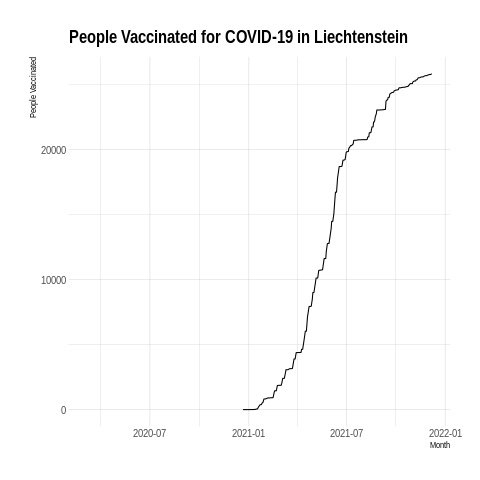 People Vaccinated for COVID-19 in Liechtenstein
People Vaccinated
20000
10000
0
2020-07
2021-01
2021-07
2022-01
Month